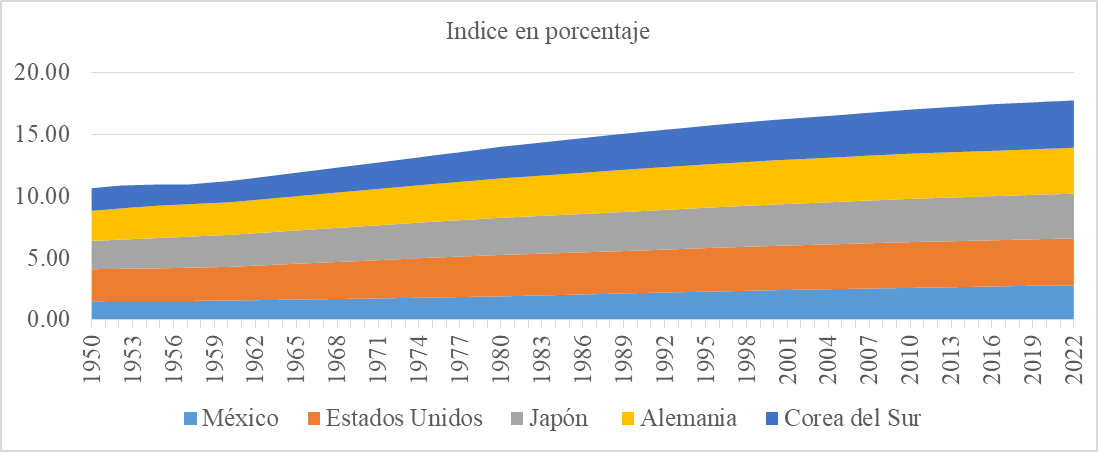 Indice en porcentaje
20.00
15.00
10.00
5.00
0.00
1950 1953 1956 1959 1962 1965 1968 1971 1974 1977 1980 1983 1986 1989 1992 1995 1998 2001 2004 2007 2010 2013 2016 2019 2022
México Estados Unidos Japón Alemania Corea del Sur